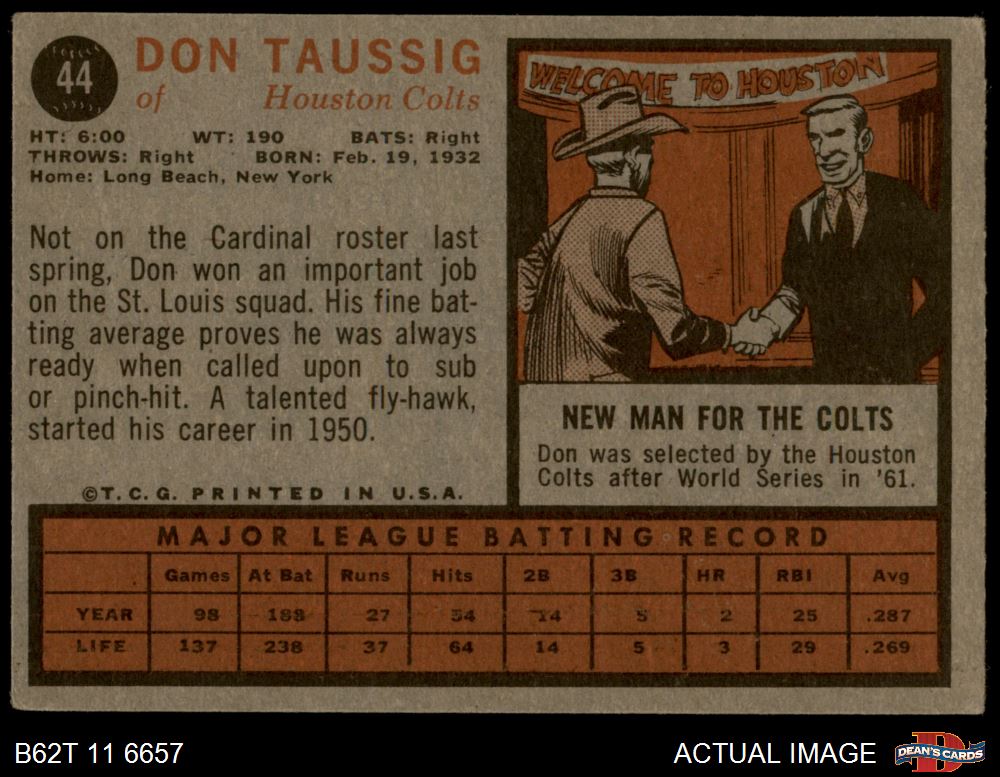 44
DON TAUSSIG
of Houston Colts
HT: 6:00 WT: 190 BATS: Right
THROWS: Right BORN: Feb. 19, 1932
Home: Long Beach, New York
Not on the Cardinal roster last
spring, Don won an important job
on the St. Louis squad. His fine bat-
ting average proves he was always
ready when called upon to sub
or pinch-hit. A talented fly-hawk,
started his career in 1950.
©T.C.G. PRINTED IN U.S.A.
WELCOME TO HOUSTON
NEW MAN FOR THE COLTS
Don was selected by the Houston
Colts after World Series in '61.
MAJOR LEAGUE BATTING RECORD
Games At Bat Runs Hits 2B 3B HR RBI Avg
YEAR 98 188 27 54 14 5 2 25 .287
LIFE 137 238 37 64 14 5 3 29 .269
B62T 11 6657
ACTUAL IMAGE
D
DEAN'S CARDS